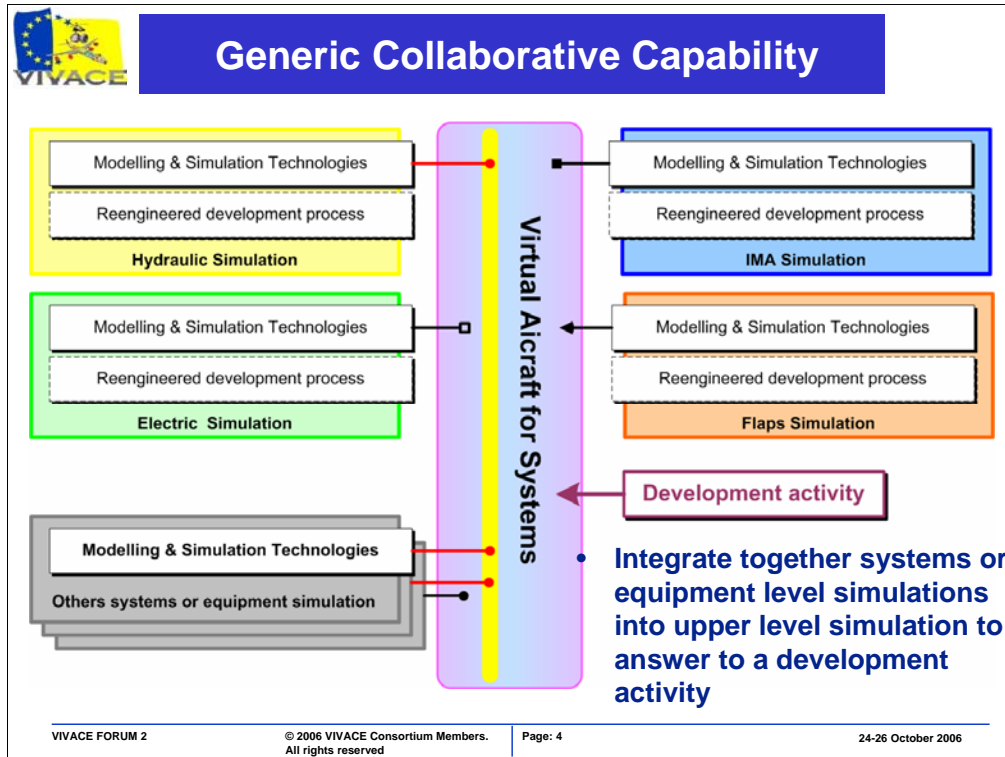 VIVACE
Generic Collaborative Capability
Modelling & Simulation Technologies
Reengineered development process
Hydraulic Simulation
Modelling & Simulation Technologies
Reengineered development process
Electric Simulation
Modelling & Simulation Technologies
Others systems or equipment simulation
Virtual Aicraft for Systems
Modelling & Simulation Technologies
Reengineered development process
IMA Simulation
Modelling & Simulation Technologies
Reengineered development process
Flaps Simulation
Development activity
• Integrate together systems or
equipment level simulations
into upper level simulation to
answer to a development
activity
VIVACE FORUM 2
© 2006 VIVACE Consortium Members.
All rights reserved
Page: 4
24-26 October 2006